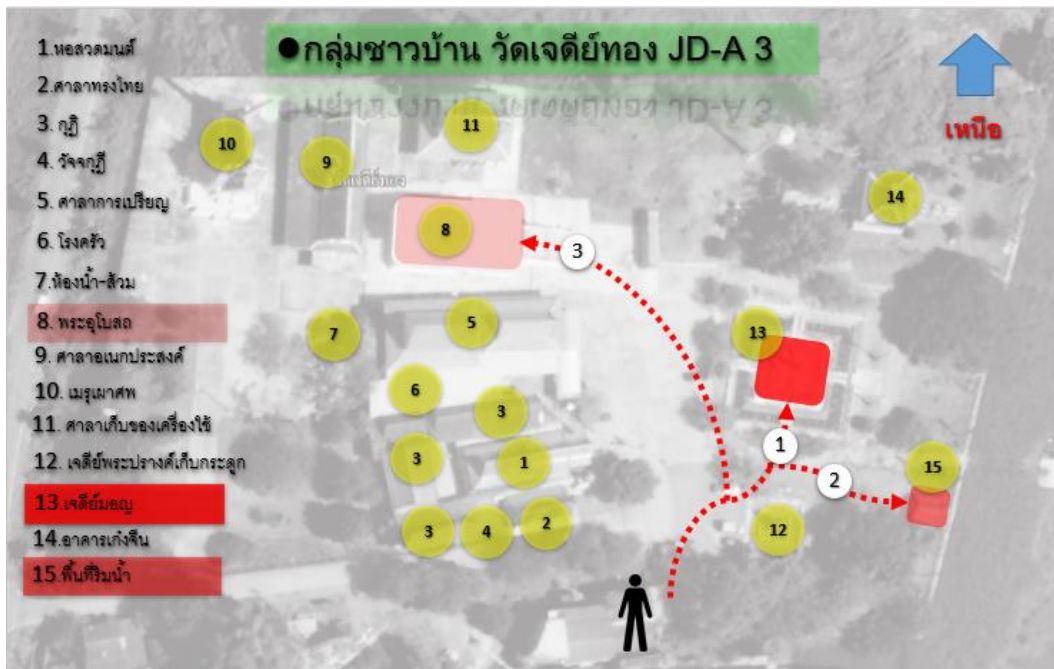 ●กลุ่มชาวบ้าน วัดเจดีย์ทอง JD-A 3
เหนือ
1.หอสวดมนต์
2.ศาลาทรงไทย
3. กุฏิ
4. วัจจกุฎี
5. ศาลาการเปรียญ
6. โรงครัว
7.ห้องน้ำ-ส้วม
8. พระอุโบสถ
9. ศาลาอเนกประสงค์
10. เมรุเผาศพ
11. ศาลาเก็บของเครื่องใช้
12. เจดีย์พระปรางค์เก็บกระดูก
13.เจดีย์มอญ
14.อาคารเก๋งจีน
15.พื้นที่ริมน้ำ
10
9
11
8
3
14
7
5
13
6
3
3
1
1
2
15
3
4
2
12